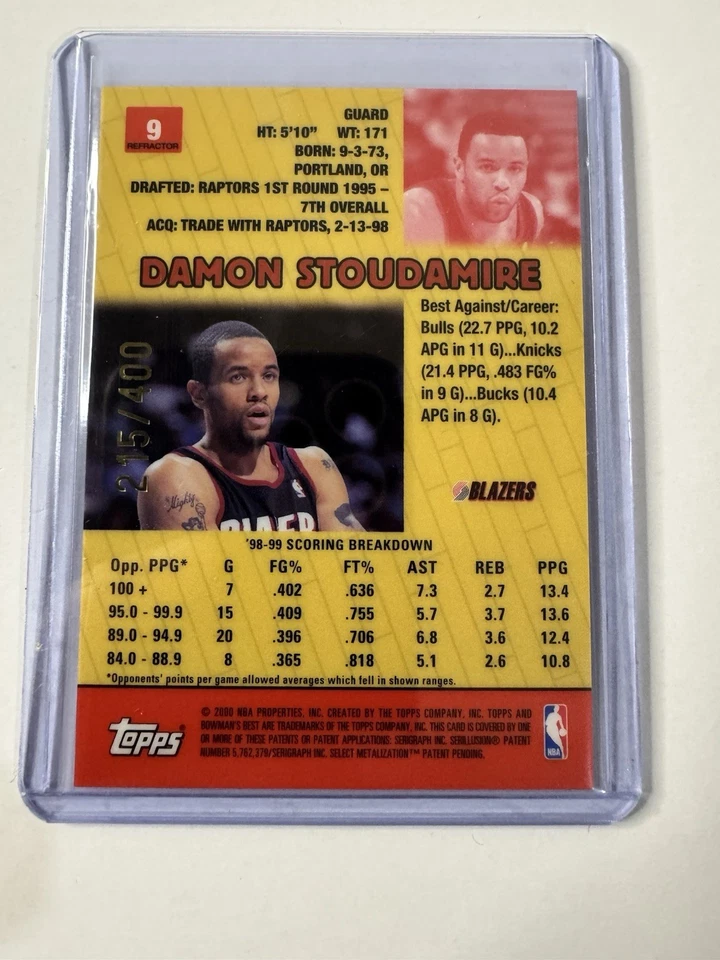 9
REFRACTOR
GUARD
HT: 5'10" WT: 171
BORN: 9-3-73,
PORTLAND, OR
DRAFTED: RAPTORS 1ST ROUND 1995 –
7TH OVERALL
ACQ: TRADE WITH RAPTORS, 2-13-98
DAMON STOUDAMIRE
215/400
Mighty
BLAZER
Best Against/Career:
Bulls (22.7 PPG, 10.2
APG in 11 G)...Knicks
(21.4 PPG, .483 FG%
in 9 G)...Bucks (10.4
APG in 8 G).
BLAZERS
'98-99 SCORING BREAKDOWN
Opp. PPG* G FG% FT% AST REB PPG
100 + 7 .402 .636 7.3 2.7 13.4
95.0 - 99.9 15 .409 .755 5.7 3.7 13.6
89.0 - 94.9 20 .396 .706 6.8 3.6 12.4
84.0 - 88.9 8 .365 .818 5.1 2.6 10.8
*Opponents' points per game allowed averages which fell in shown ranges.
topps®
© 2000 NBA PROPERTIES, INC. CREATED BY THE TOPPS COMPANY, INC. TOPPS AND
BOWMAN'S BEST ARE TRADEMARKS OF THE TOPPS COMPANY, INC. THIS CARD IS COVERED BY ONE
OR MORE OF THESE PATENTS OR PATENT APPLICATIONS: SERIGRAPH INC. SERILLUSION® PATENT
NUMBER 5,762,379/SERIGRAPH INC. SELECT METALIZATION™ PATENT PENDING.
NBA